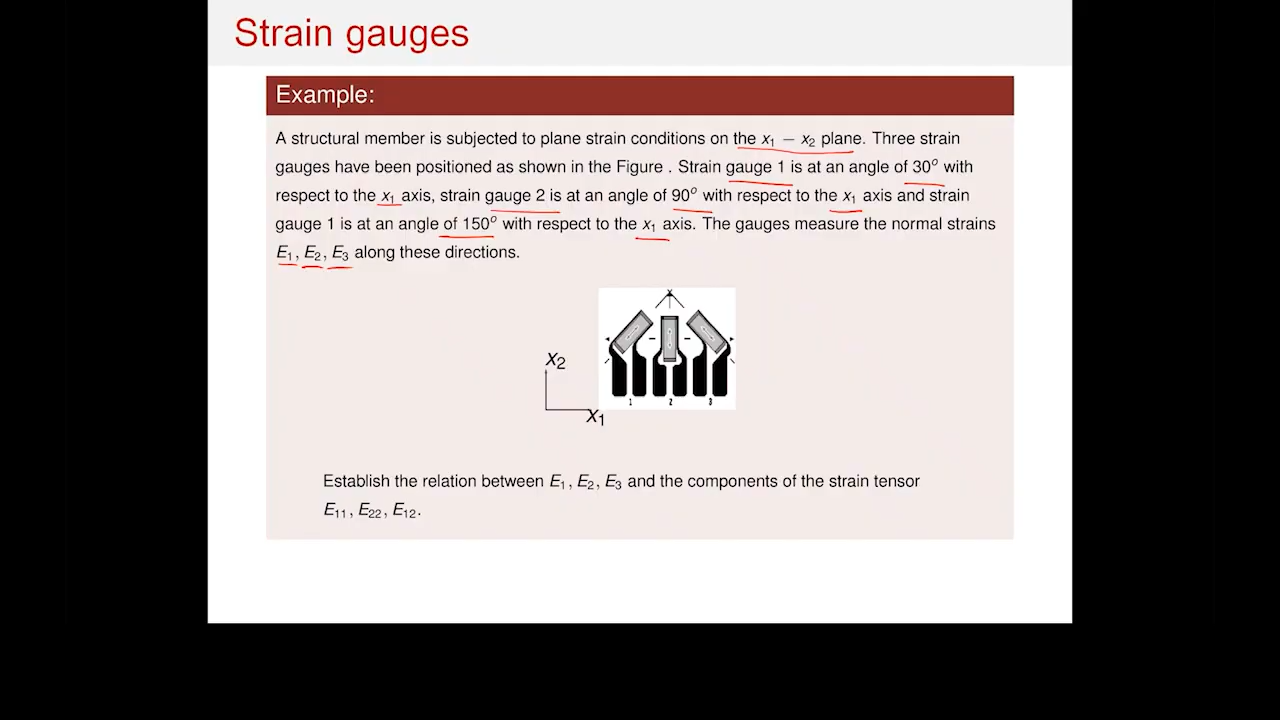 Strain gauges
Example:
A structural member is subjected to plane strain conditions on the x₁ − x₂ plane. Three strain
gauges have been positioned as shown in the Figure . Strain gauge 1 is at an angle of 30° with
respect to the x₁ axis, strain gauge 2 is at an angle of 90° with respect to the x₁ axis and strain
gauge 1 is at an angle of 150° with respect to the x₁ axis. The gauges measure the normal strains
E₁, E₂, E₃ along these directions.
x₂
x₁
1 2 3
Establish the relation between E₁, E₂, E₃ and the components of the strain tensor
E₁₁, E₂₂, E₁₂.